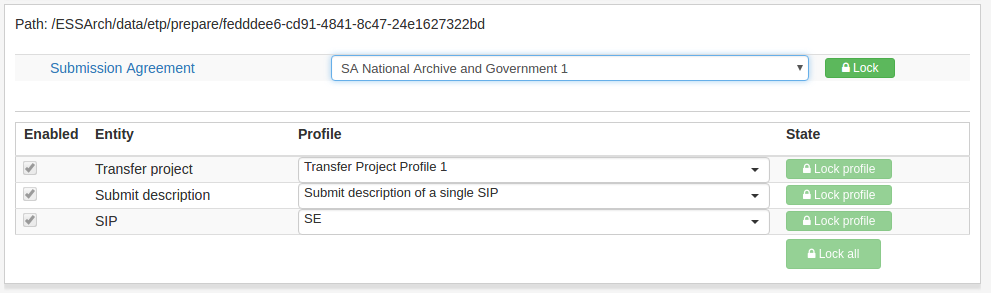 Path: /ESSArch/data/etp/prepare/fedddee6-cd91-4841-8c47-24e1627322bd
Submission Agreement SA National Archive and Government 1 Lock
Enabled Entity Profile State
Transfer project Transfer Project Profile 1 Lock profile
Submit description Submit description of a single SIP Lock profile
SIP SE Lock profile
Lock all